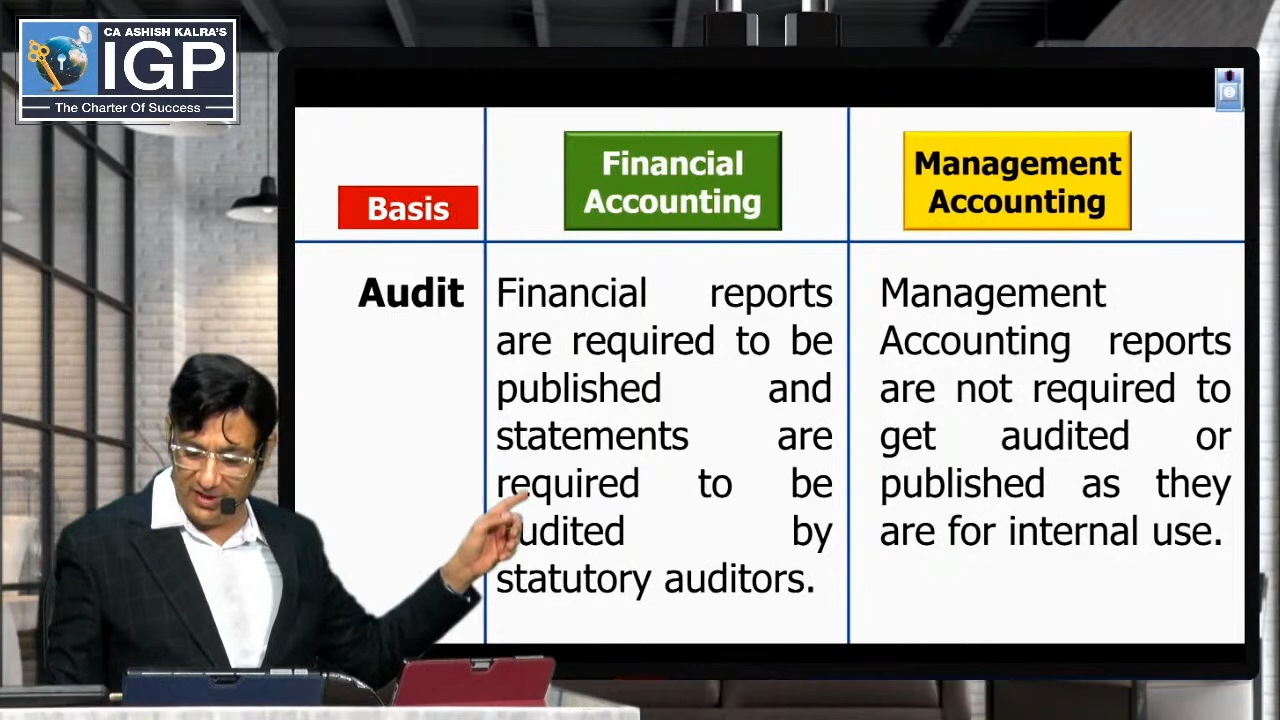 CA ASHISH KALRA'S
IGP
The Charter Of Success
Basis
Financial
Accounting
Management
Accounting
Audit
Financial reports
are required to be
published and
statements are
required to be
audited by
statutory auditors.
Management
Accounting reports
are not required to
get audited or
published as they
are for internal use.